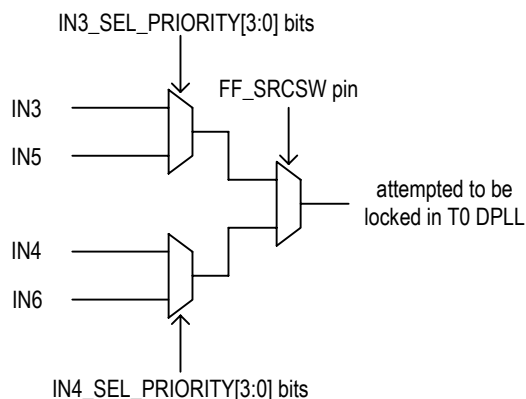 IN3_SEL_PRIORITY[3:0] bits
FF_SRCSW pin
IN3
IN5
attempted to be
locked in T0 DPLL
IN4
IN6
IN4_SEL_PRIORITY[3:0] bits